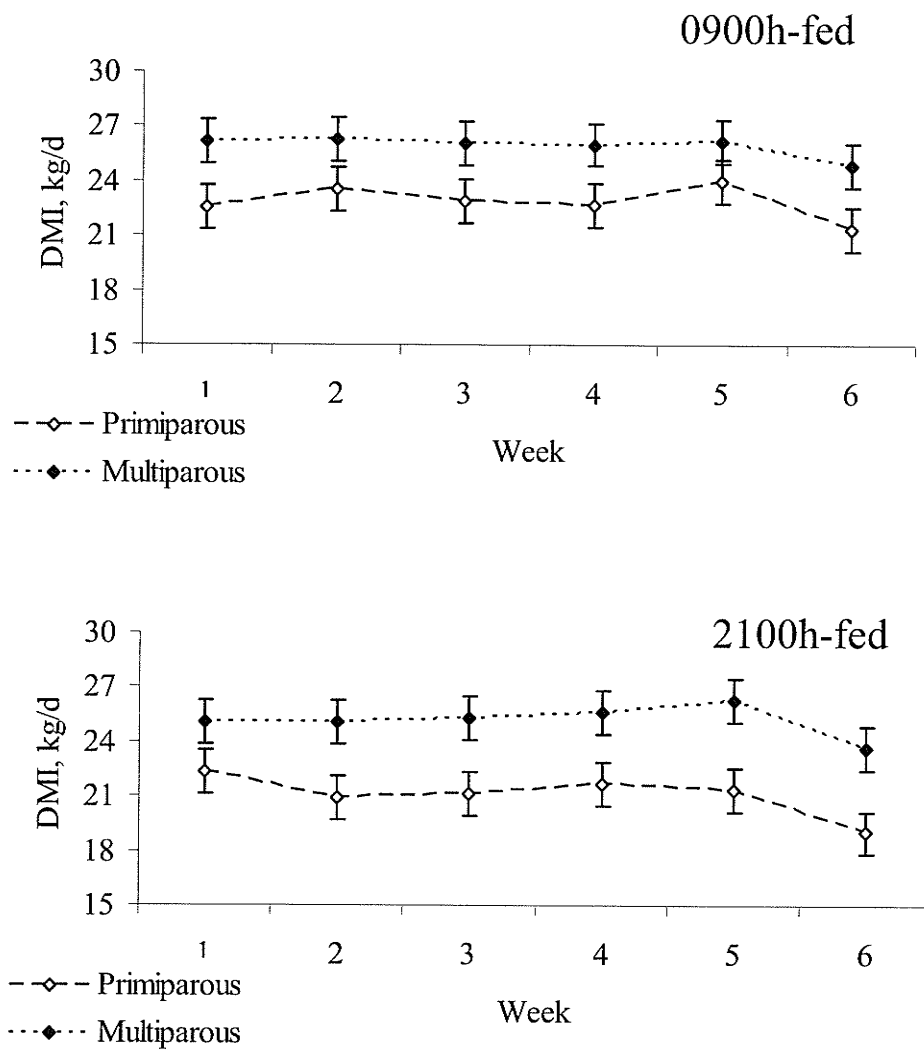 0900h-fed
30
27
24
21
18
15
DMI, kg/d
1 2 3 4 5 6
Week
Primiparous
Multiparous
2100h-fed
30
27
24
21
18
15
DMI, kg/d
1 2 3 4 5 6
Week
Primiparous
Multiparous